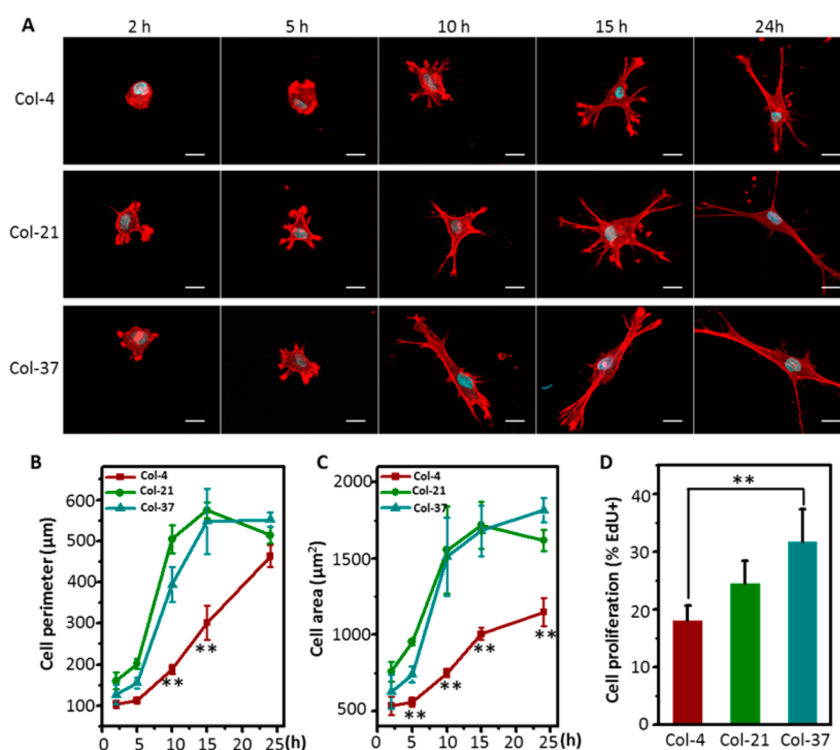 A
2 h 5 h 10 h 15 h 24h
Col-4
Col-21
Col-37
B
Col-4
Col-21
Col-37
600
500
400
300
200
100
Cell perimeter (μm)
** **
0 5 10 15 20 25(h)
C
Col-4
Col-21
Col-37
2000
1500
1000
500
Cell area (μm²)
** ** ** **
0 5 10 15 20 25(h)
D
**
40
30
20
10
0
Cell proliferation (% EdU+)
Col-4 Col-21 Col-37